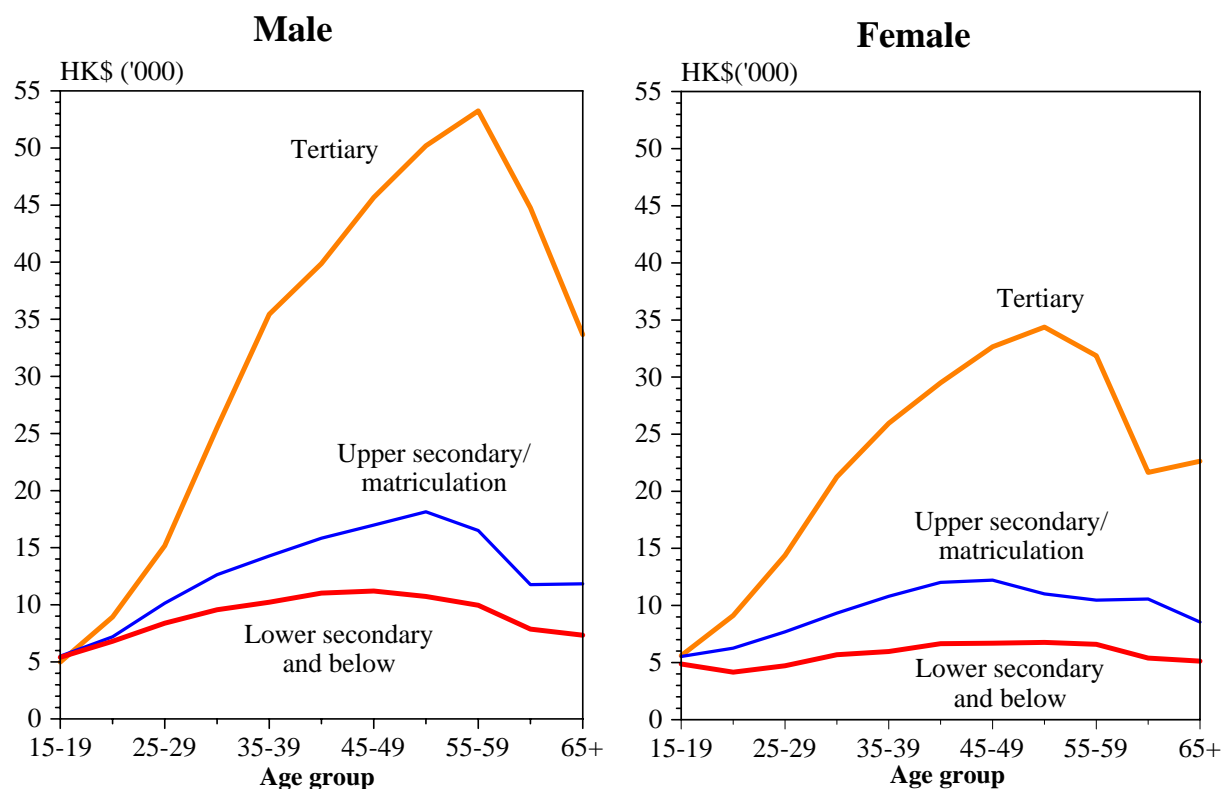 Male
HK$ ('000)
55
50
45
40
35
30
25
20
15
10
5
0
Tertiary
Upper secondary/
matriculation
Lower secondary
and below
15-19 25-29 35-39 45-49 55-59 65+
Age group
Female
HK$('000)
55
50
45
40
35
30
25
20
15
10
5
0
Tertiary
Upper secondary/
matriculation
Lower secondary
and below
15-19 25-29 35-39 45-49 55-59 65+
Age group